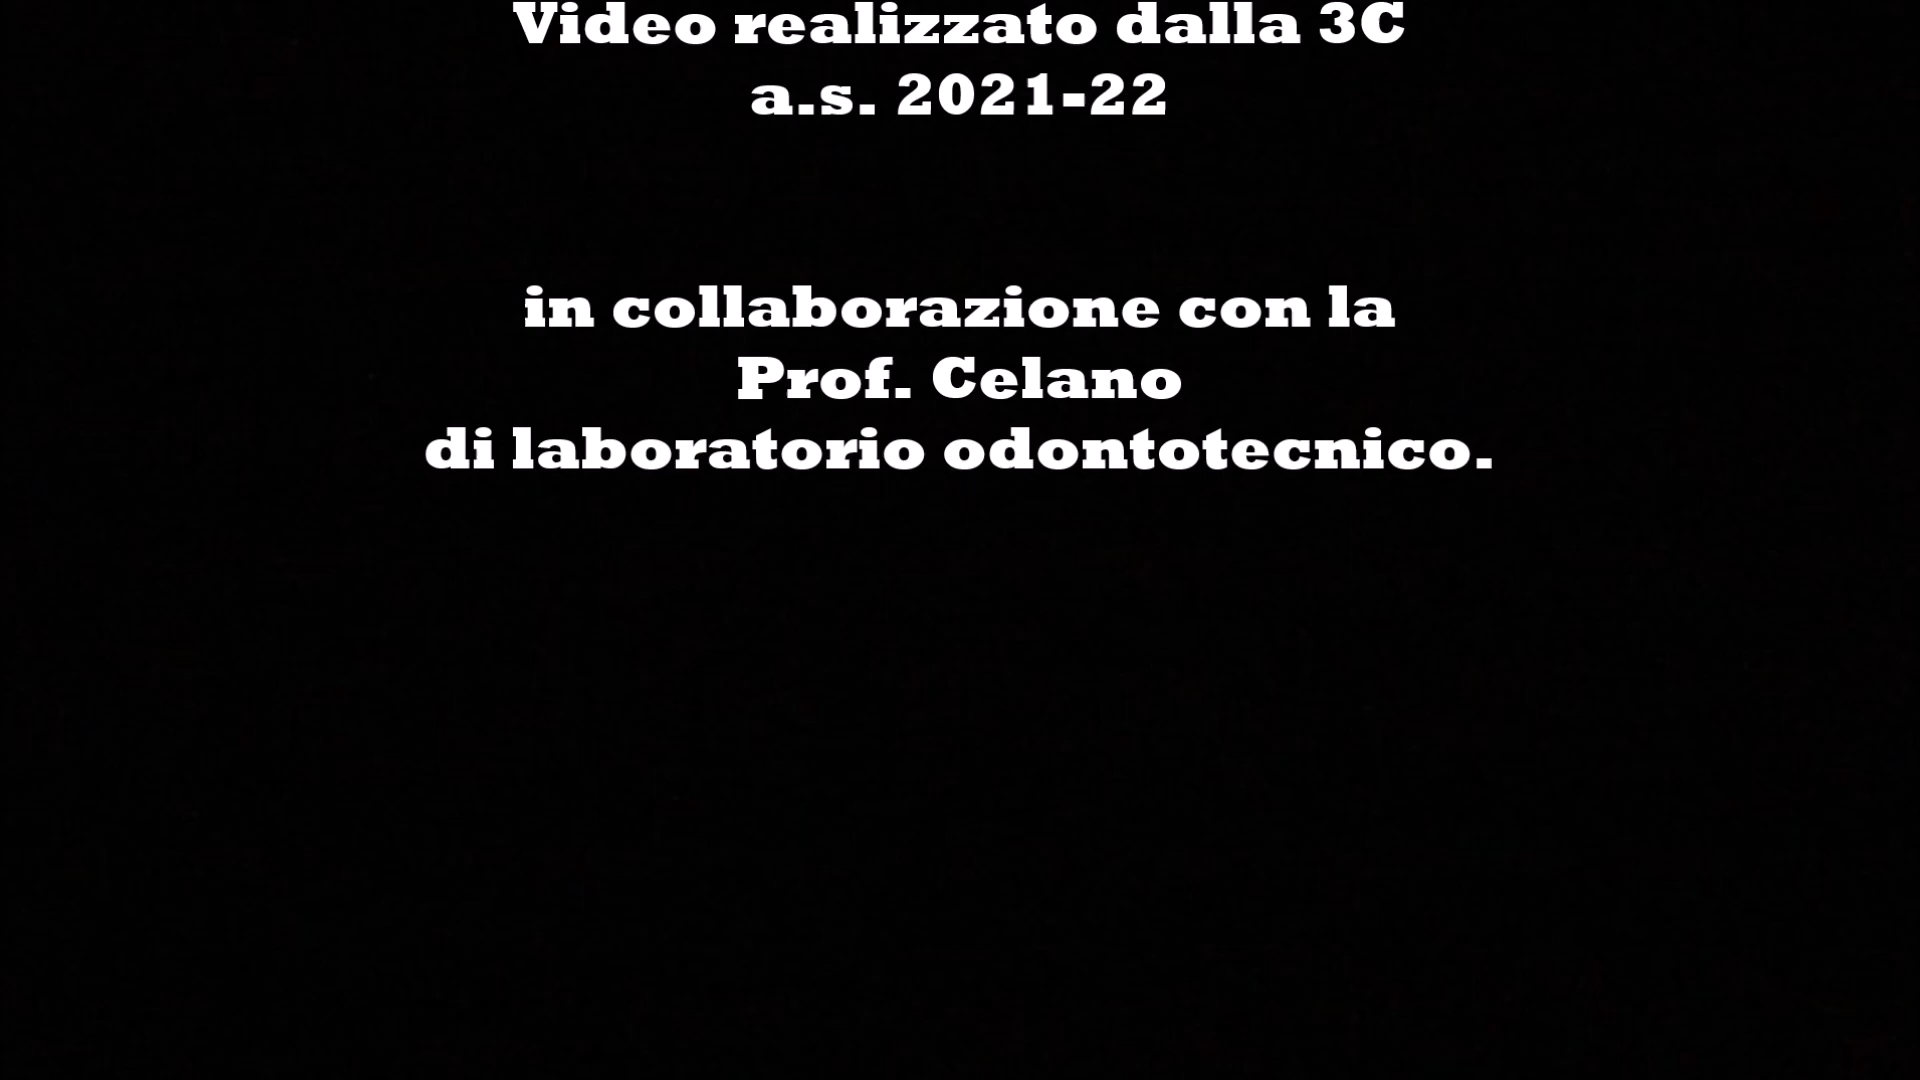 Video realizzato dalla 3C
a.s. 2021-22
in collaborazione con la
Prof. Celano
di laboratorio odontotecnico.